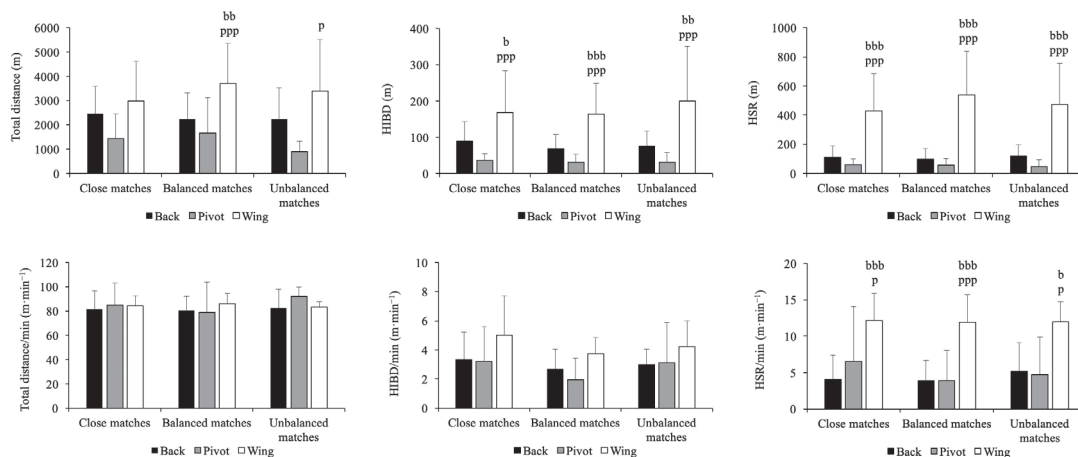 Total distance (m)
6000
5000
4000
3000
2000
1000
0
bb
ppp
p
Close matches Balanced matches Unbalanced
matches
Back Pivot Wing
HIBD (m)
400
300
200
100
0
b
ppp
bbb
ppp
bb
ppp
Close matches Balanced matches Unbalanced
matches
Back Pivot Wing
HSR (m)
1000
800
600
400
200
0
bbb
ppp
bbb
ppp
bbb
ppp
Close matches Balanced matches Unbalanced
matches
Back Pivot Wing
Total distance/min (m·min⁻¹)
120
100
80
60
40
20
0
Close matches Balanced matches Unbalanced
matches
Back Pivot Wing
HIBD/min (m·min⁻¹)
10
8
6
4
2
0
Close matches Balanced matches Unbalanced
matches
Back Pivot Wing
HSR/min (m·min⁻¹)
20
15
10
5
0
bbb
p
bbb
ppp
b
p
Close matches Balanced matches Unbalanced
matches
Back Pivot Wing